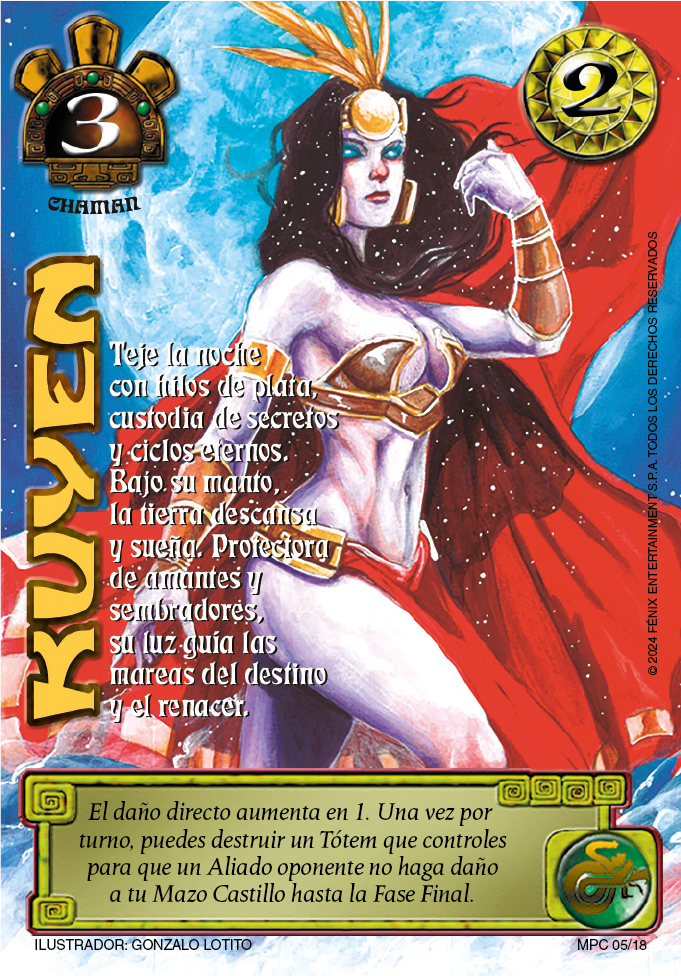 3
2
CHAMAN
KUYEN
Teje la noche
con hilos de plata,
custodia de secretos
y ciclos eternos.
Bajo su manto,
la tierra descansa
y sueña. Protectora
de amantes y
sembradores,
su luz guía las
mareas del destino
y el renacer.
© 2024 FÉNIX ENTERTAINMENT S.P.A. TODOS LOS DERECHOS RESERVADOS
El daño directo aumenta en 1. Una vez por
turno, puedes destruir un Tótem que controles
para que un Aliado oponente no haga daño
a tu Mazo Castillo hasta la Fase Final.
ILUSTRADOR: GONZALO LOTITO
MPC 05/18